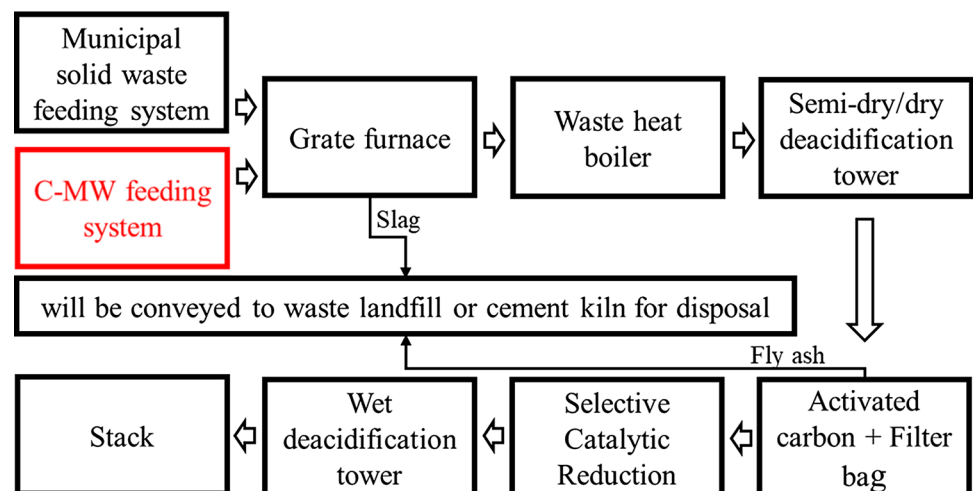 Municipal
solid waste
feeding system
C-MW feeding
system
Grate furnace
Waste heat
boiler
Semi-dry/dry
deacidification
tower
Slag
will be conveyed to waste landfill or cement kiln for disposal
Fly ash
Stack
Wet
deacidification
tower
Selective
Catalytic
Reduction
Activated
carbon + Filter
bag